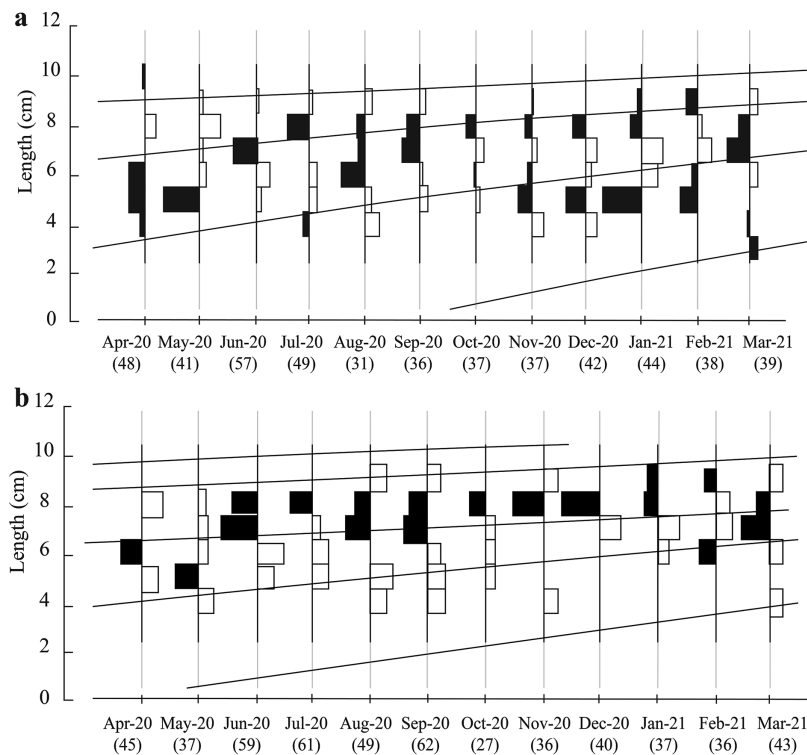 a
12
10
8
6
4
2
0
Length (cm)
Apr-20 May-20 Jun-20 Jul-20 Aug-20 Sep-20 Oct-20 Nov-20 Dec-20 Jan-21 Feb-21 Mar-21
(48) (41) (57) (49) (31) (36) (37) (37) (42) (44) (38) (39)
b
12
10
8
6
4
2
0
Length (cm)
Apr-20 May-20 Jun-20 Jul-20 Aug-20 Sep-20 Oct-20 Nov-20 Dec-20 Jan-21 Feb-21 Mar-21
(45) (37) (59) (61) (49) (62) (27) (36) (40) (37) (36) (43)